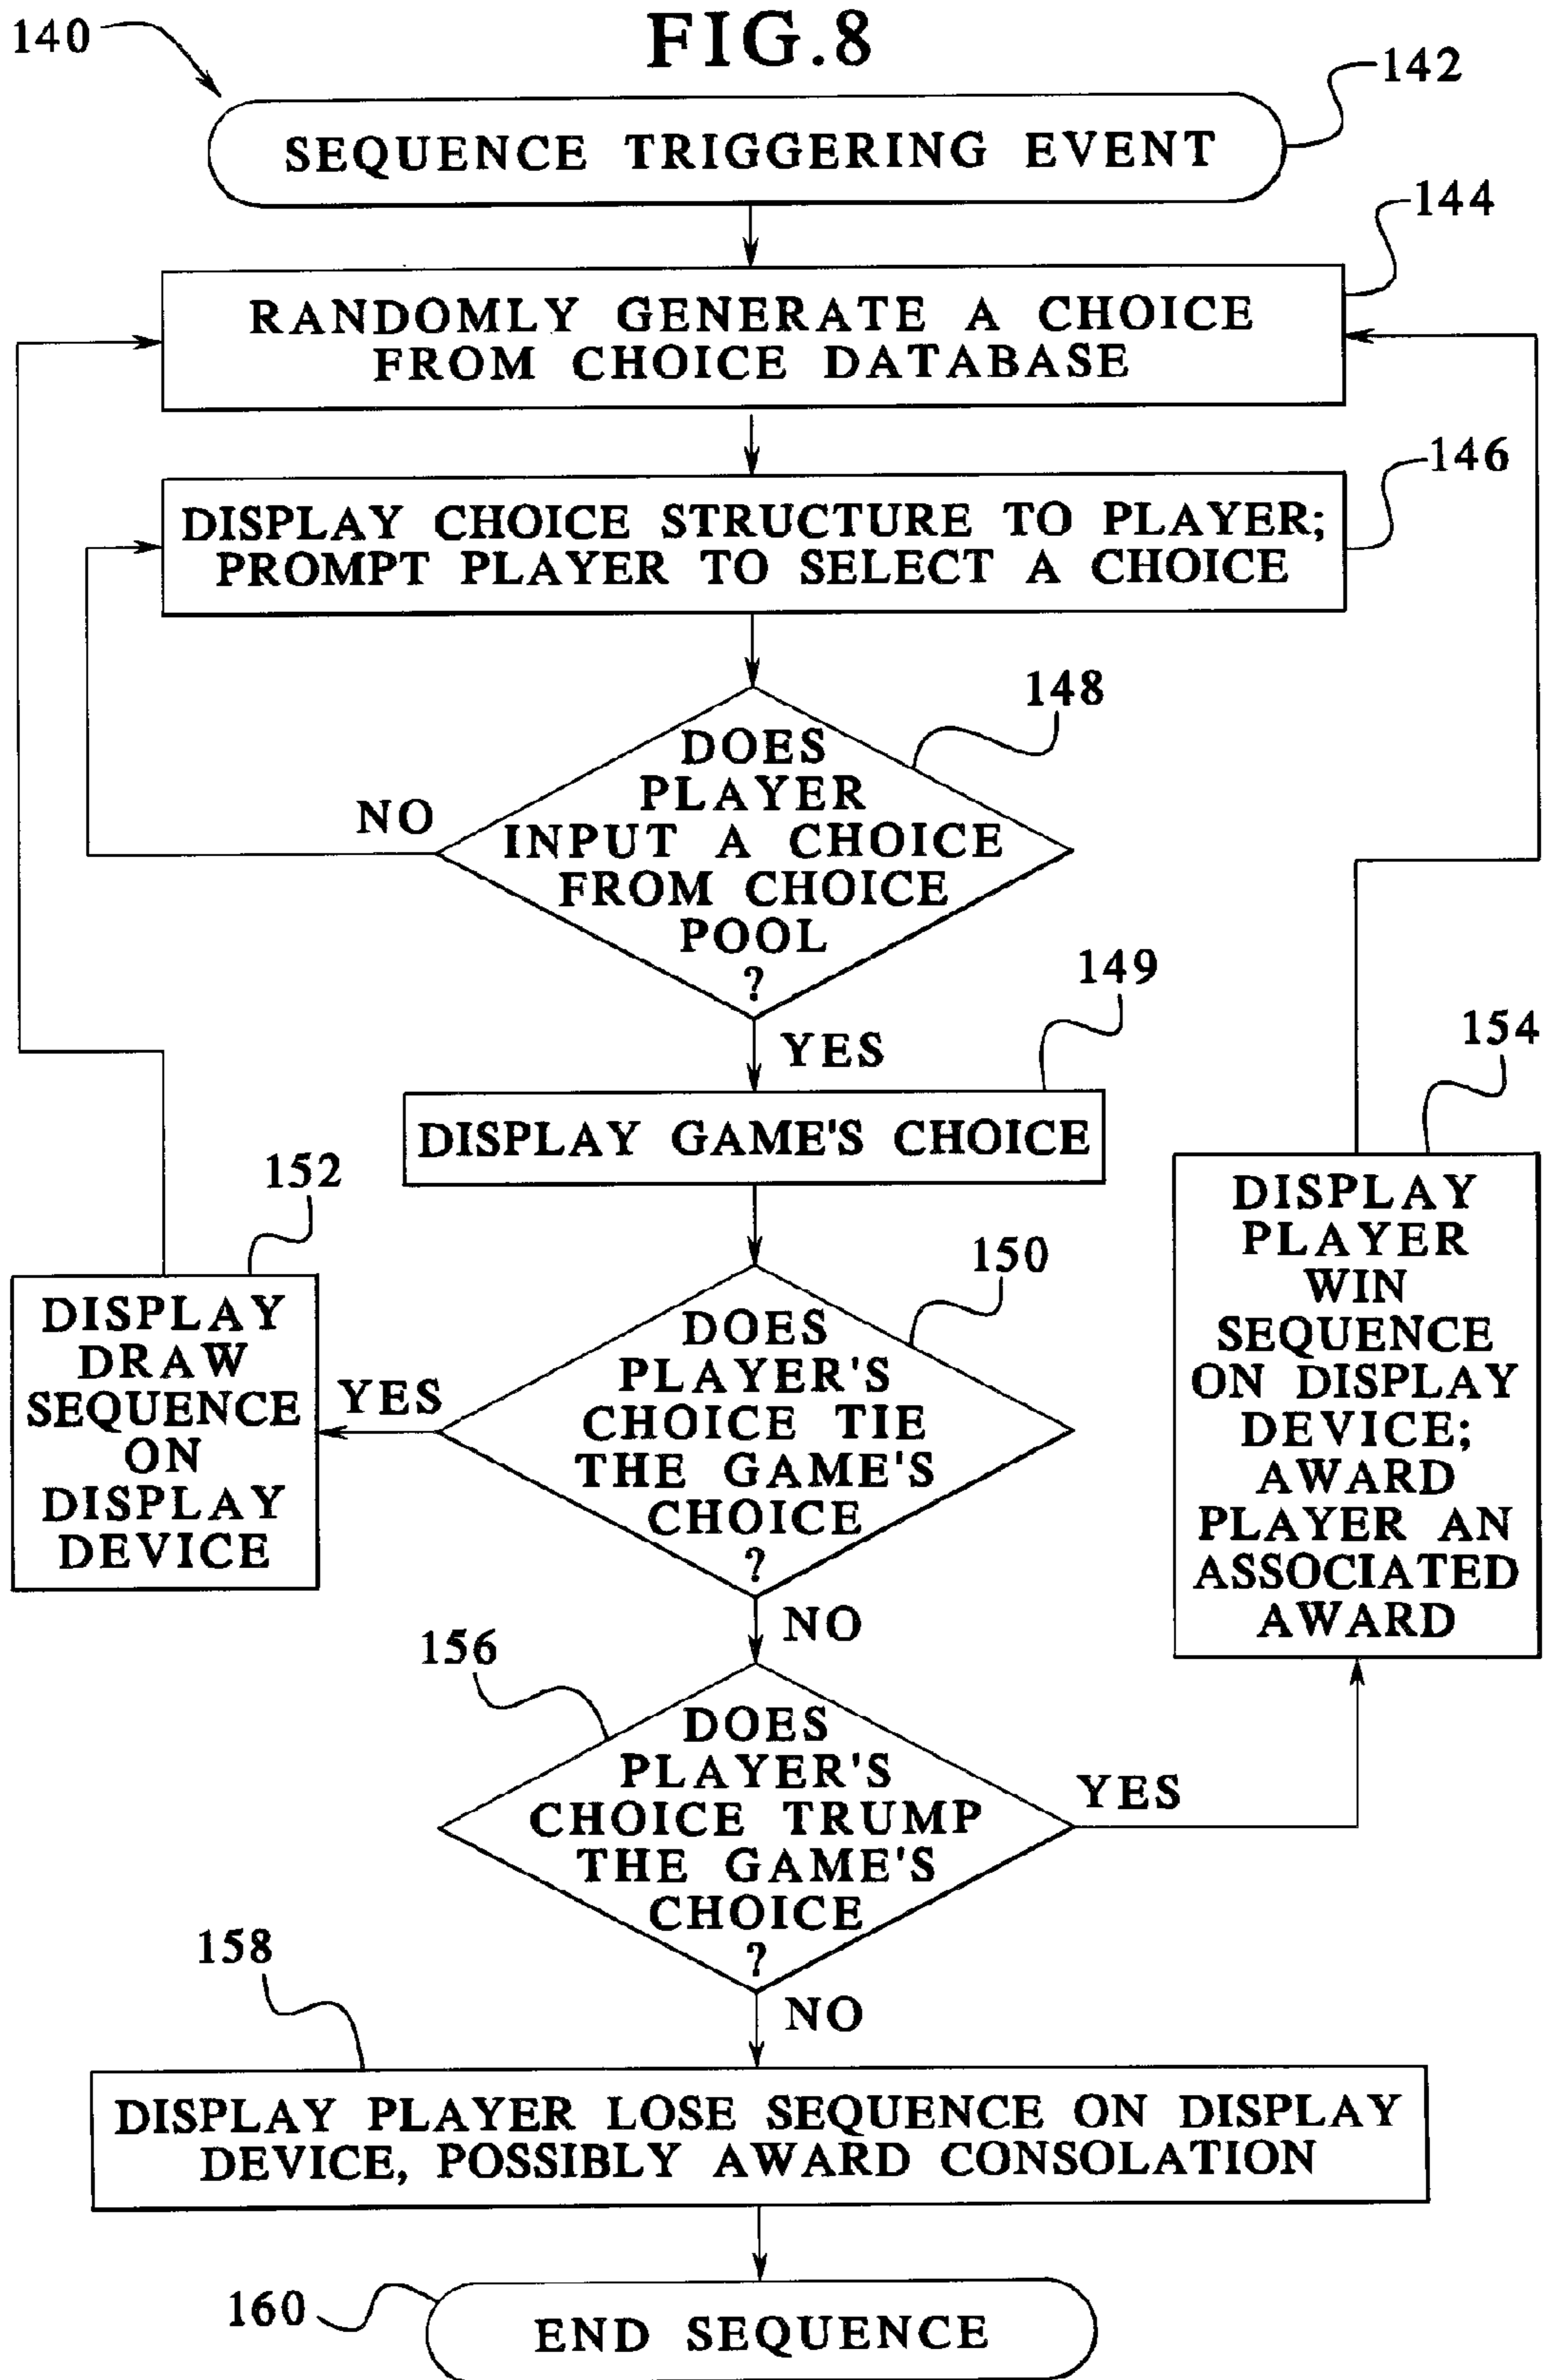 FIG.8
140
142
SEQUENCE TRIGGERING EVENT
144
RANDOMLY GENERATE A CHOICE
FROM CHOICE DATABASE
146
DISPLAY CHOICE STRUCTURE TO PLAYER;
PROMPT PLAYER TO SELECT A CHOICE
148
DOES
PLAYER
INPUT A CHOICE
FROM CHOICE
POOL
?
NO
YES
149
DISPLAY GAME'S CHOICE
154
DISPLAY
PLAYER
WIN
SEQUENCE
ON DISPLAY
DEVICE;
AWARD
PLAYER AN
ASSOCIATED
AWARD
152
DISPLAY
DRAW
SEQUENCE
ON
DISPLAY
DEVICE
YES
150
DOES
PLAYER'S
CHOICE TIE
THE GAME'S
CHOICE
?
NO
156
DOES
PLAYER'S
CHOICE TRUMP
THE GAME'S
CHOICE
?
YES
NO
158
DISPLAY PLAYER LOSE SEQUENCE ON DISPLAY
DEVICE, POSSIBLY AWARD CONSOLATION
160
END SEQUENCE